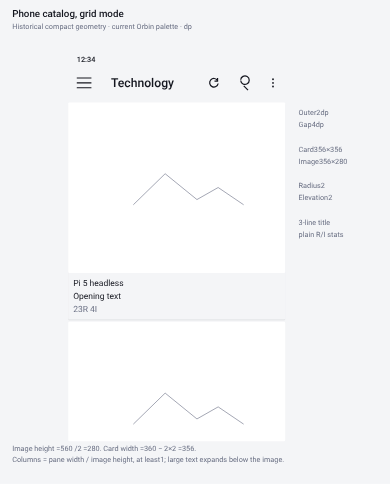 Phone catalog, grid mode
Historical compact geometry · current Orbin palette · dp
12:34
Technology
Outer2dp
Gap4dp
Card356×356
Image356×280
Radius2
Elevation2
3-line title
plain R/I stats
Pi 5 headless
Opening text
23R 4I
Image height =560 /2 =280. Card width =360 − 2×2 =356.
Columns = pane width / image height, at least1; large text expands below the image.